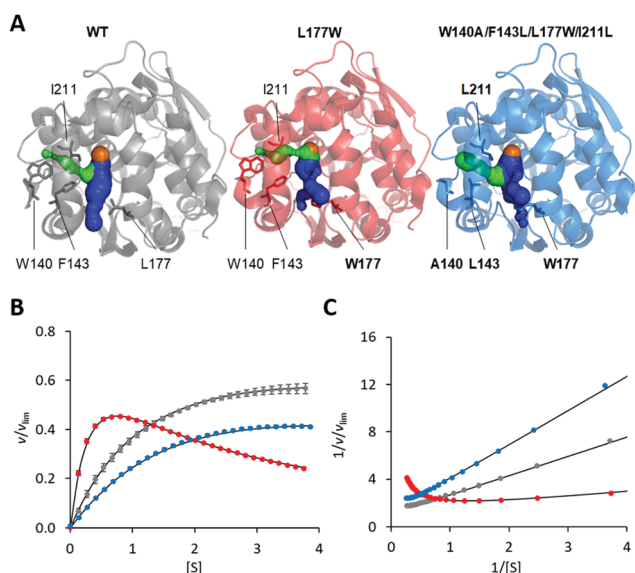 A
WT
L177W
W140A/F143L/L177W/I211L
I211
I211
L211
W140 F143 L177
W140 F143 W177
A140 L143 W177
B
C
v/vlim
0.8
0.6
0.4
0.2
0.0
0 1 2 3 4
[S]
1/v/vlim
16
12
8
4
0
0 1 2 3 4
1/[S]